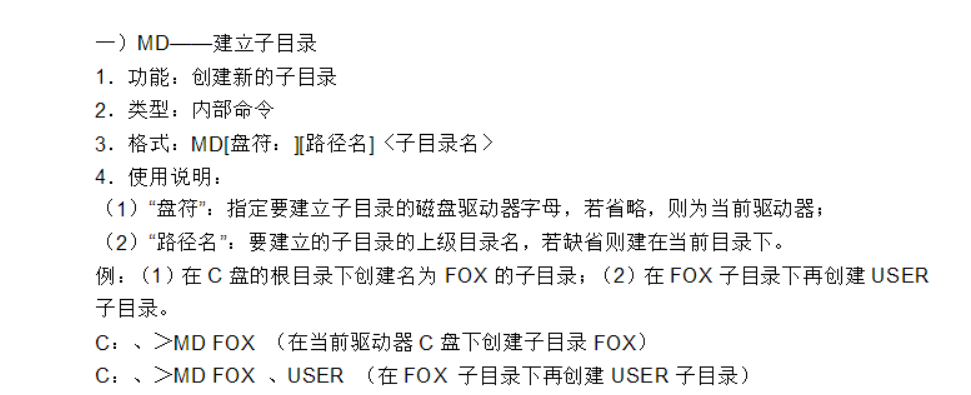 一）MD——建立子目录
1．功能：创建新的子目录
2．类型：内部命令
3．格式：MD[盘符：][路径名]〈子目录名〉
4．使用说明：
（1）“盘符”：指定要建立子目录的磁盘驱动器字母，若省略，则为当前驱动器；
（2）“路径名”：要建立的子目录的上级目录名，若缺省则建在当前目录下。
例：（1）在 C 盘的根目录下创建名为 FOX 的子目录；（2）在 FOX 子目录下再创建 USER
子目录。
C：、＞MD FOX （在当前驱动器 C 盘下创建子目录 FOX）
C：、＞MD FOX 、USER （在 FOX 子目录下再创建 USER 子目录）